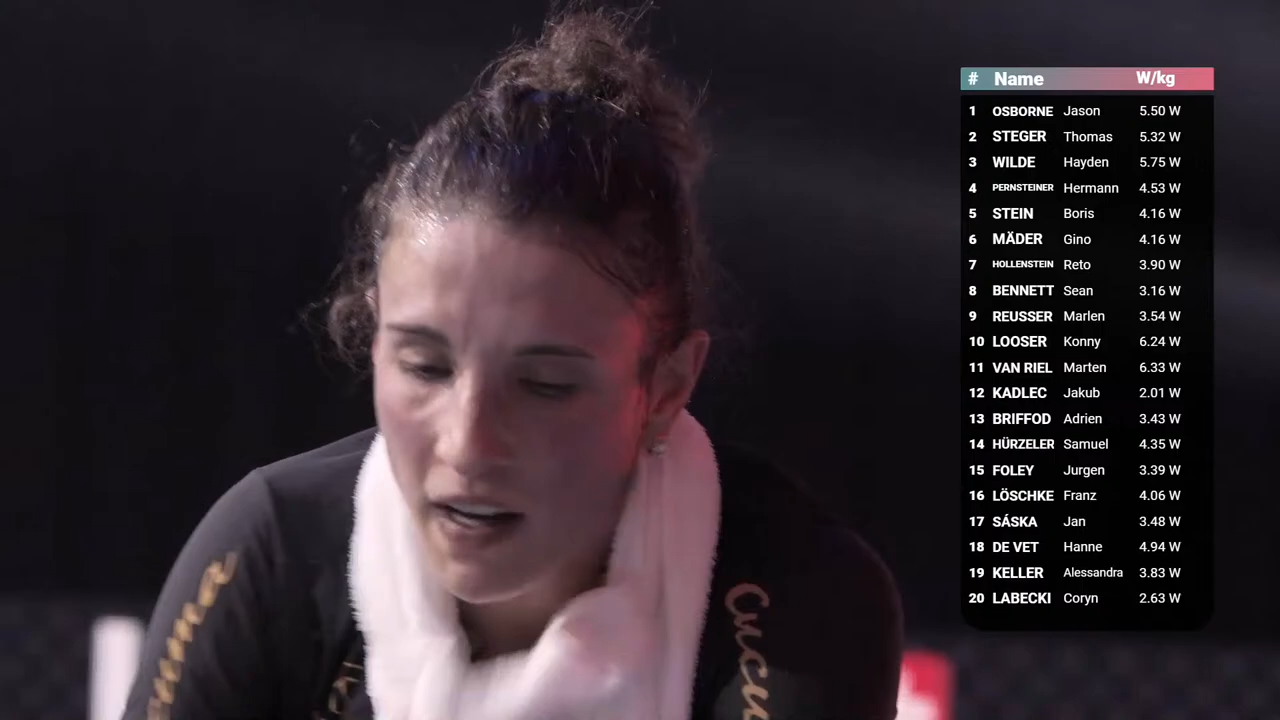 # Name W/kg
1 OSBORNE Jason 5.50 W
2 STEGER Thomas 5.32 W
3 WILDE Hayden 5.75 W
4 PERNSTEINER Hermann 4.53 W
5 STEIN Boris 4.16 W
6 MÄDER Gino 4.16 W
7 HOLLENSTEIN Reto 3.90 W
8 BENNETT Sean 3.16 W
9 REUSSER Marlen 3.54 W
10 LOOSER Konny 6.24 W
11 VAN RIEL Marten 6.33 W
12 KADLEC Jakub 2.01 W
13 BRIFFOD Adrien 3.43 W
14 HÜRZELER Samuel 4.35 W
15 FOLEY Jurgen 3.39 W
16 LÖSCHKE Franz 4.06 W
17 SÁSKA Jan 3.48 W
18 DE VET Hanne 4.94 W
19 KELLER Alessandra 3.83 W
20 LABECKI Coryn 2.63 W
Cucu